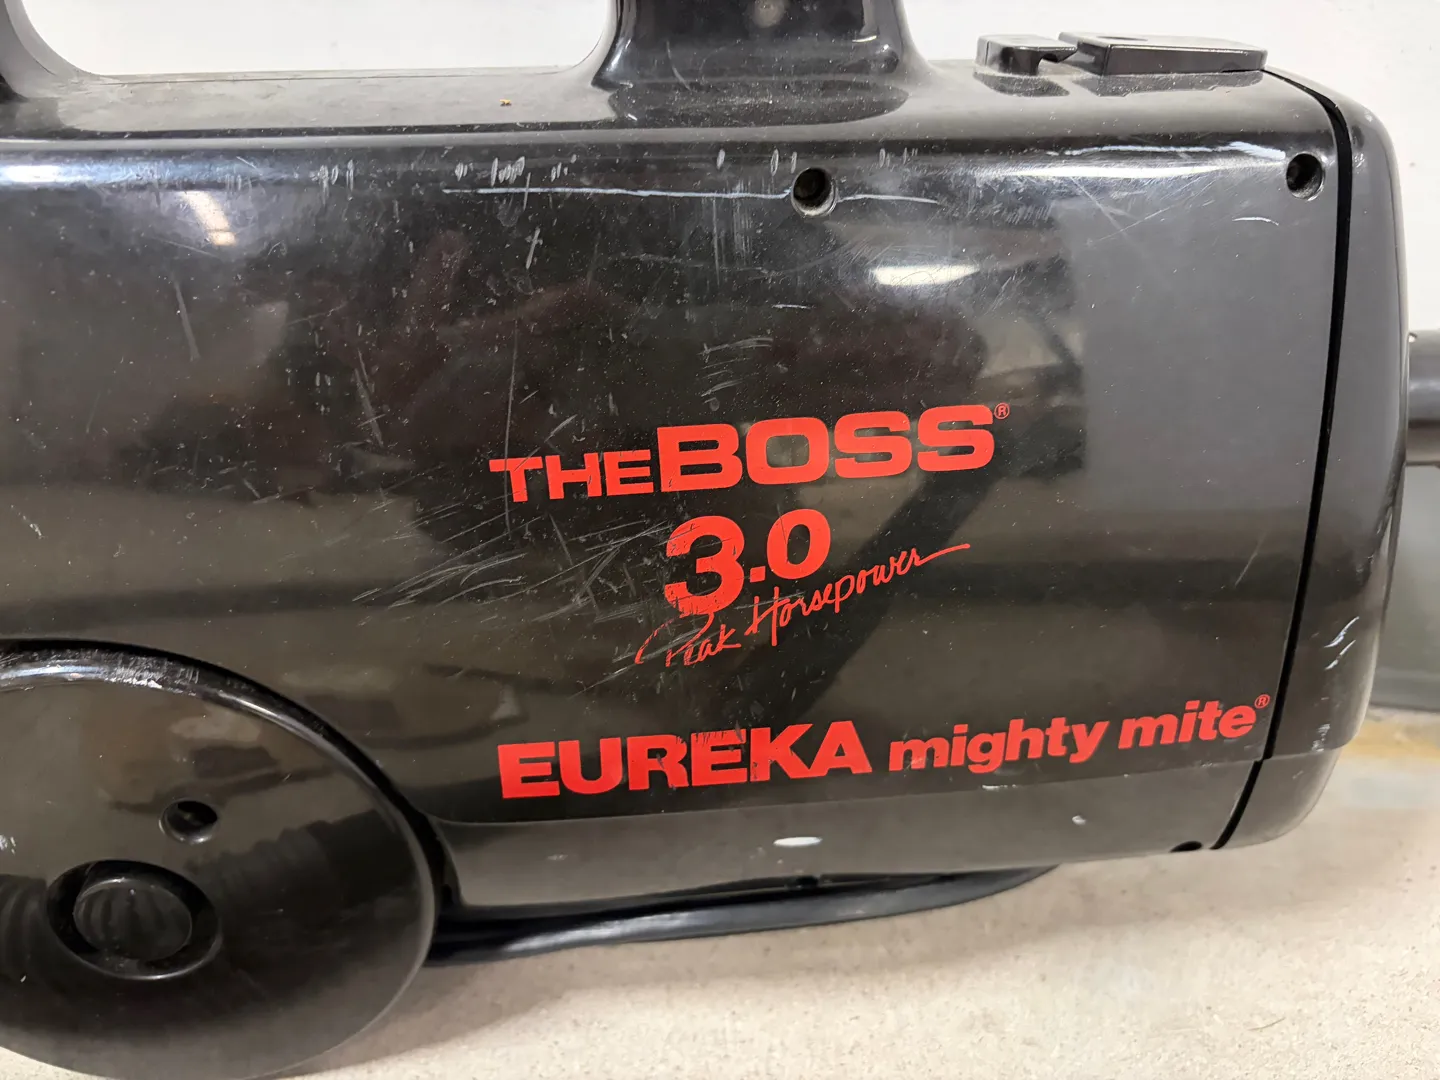 THE BOSS®
3.0
Peak Horsepower
EUREKA mighty mite®